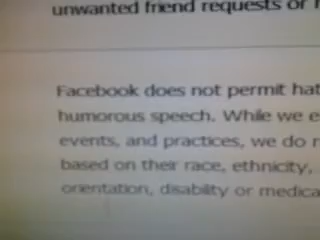 unwanted friend requests or
Facebook does not permit hat
humorous speech. While we e
events, and practices, we do
based on their race, ethnicity,
orientation, disability or medica